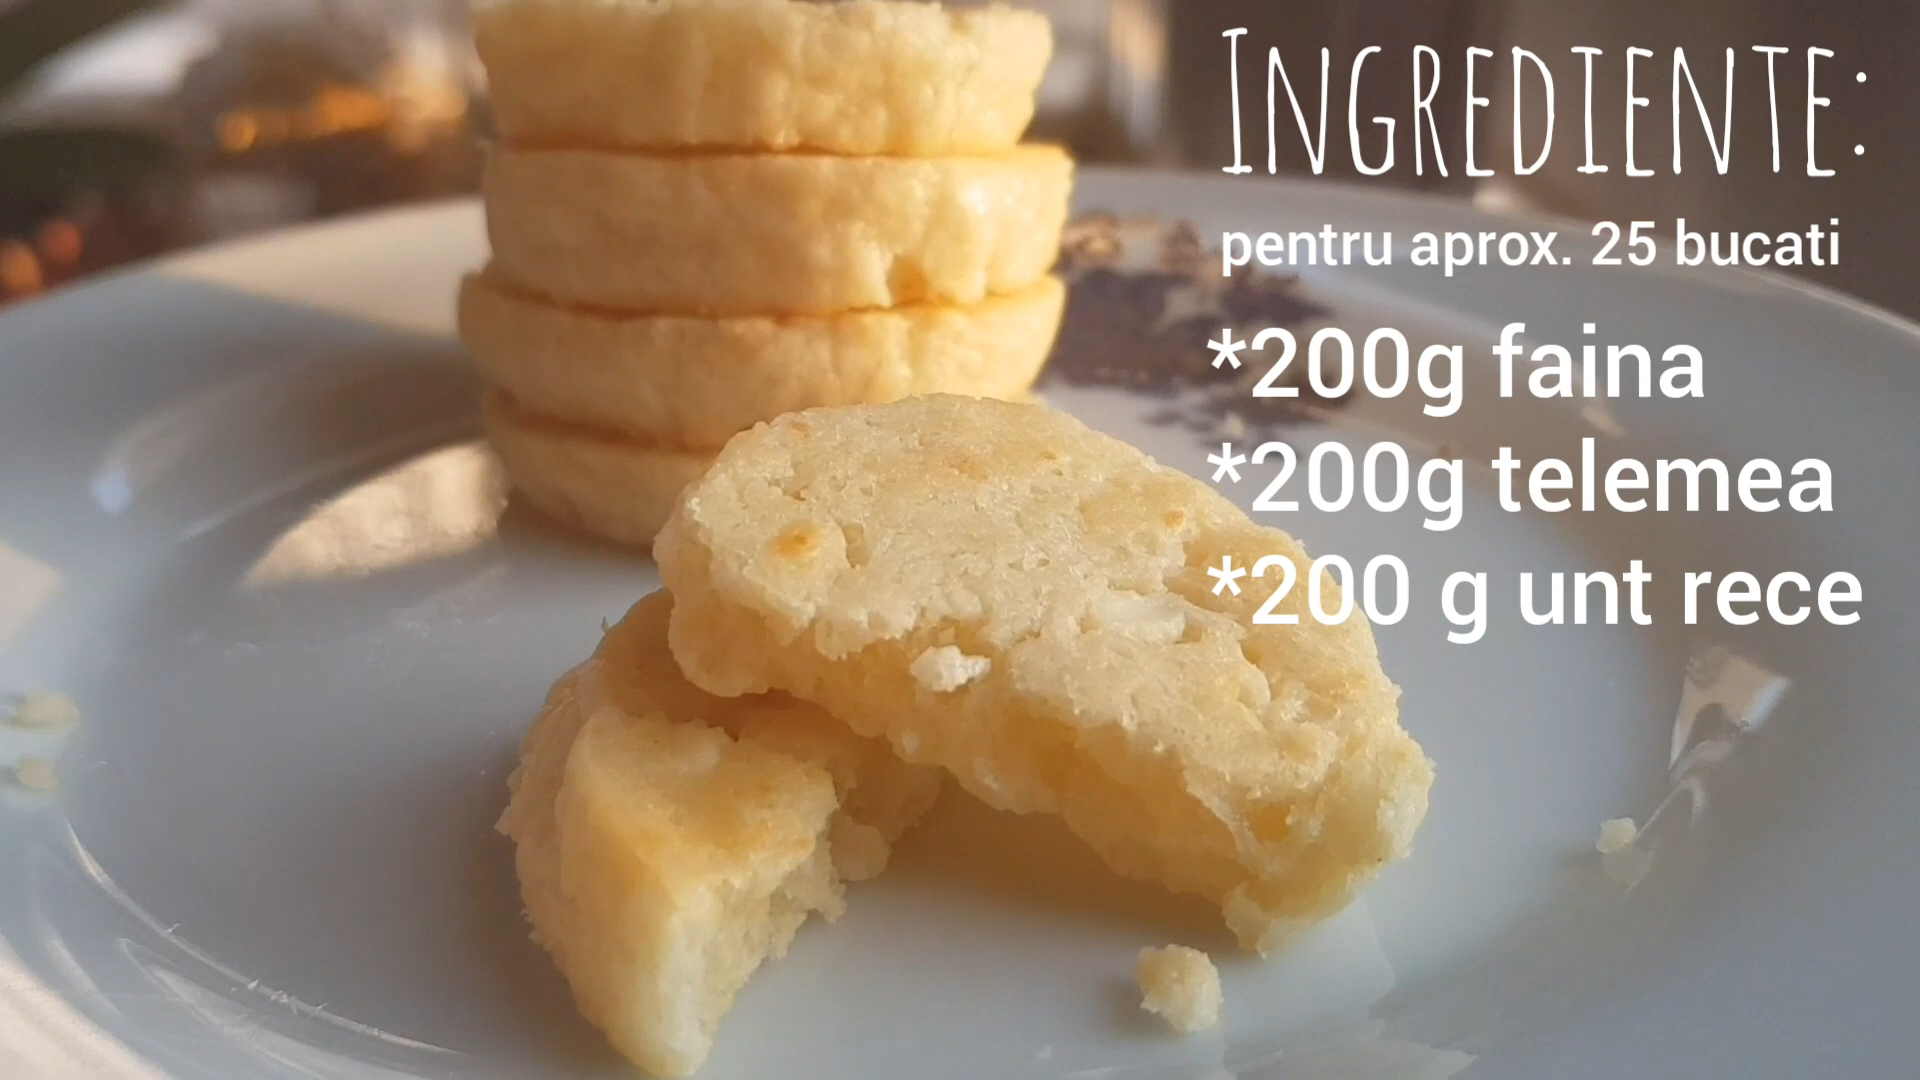 INGREDIENTE:
pentru aprox. 25 bucati
*200g faina
*200g telemea
*200 g unt rece